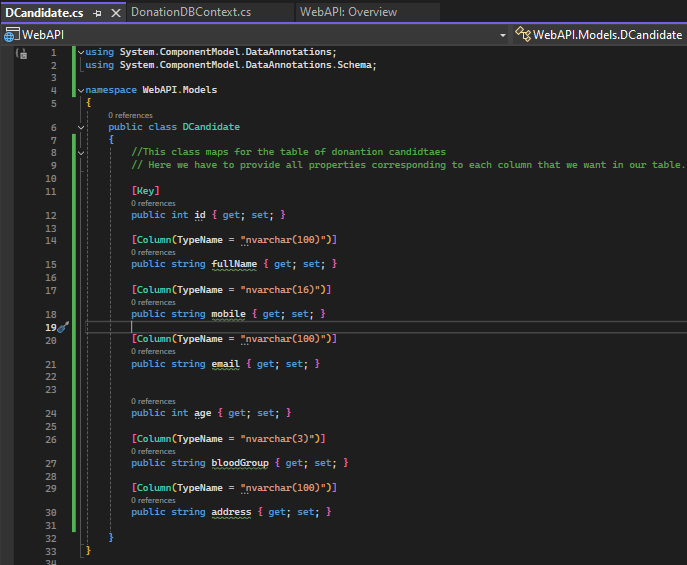 DCandidate.cs DonationDBContext.cs WebAPI: Overview
WebAPI WebAPI.Models.DCandidate
1 using System.ComponentModel.DataAnnotations;
2 using System.ComponentModel.DataAnnotations.Schema;
3
4 namespace WebAPI.Models
5 {
0 references
6 public class DCandidate
7 {
8 //This class maps for the table of donantion candidtaes
9 // Here we have to provide all properties corresponding to each column that we want in our table.
10
11 [Key]
0 references
12 public int id { get; set; }
13
14 [Column(TypeName = "nvarchar(100)")]
0 references
15 public string fullName { get; set; }
16
17 [Column(TypeName = "nvarchar(16)")]
0 references
18 public string mobile { get; set; }
19
20 [Column(TypeName = "nvarchar(100)")]
0 references
21 public string email { get; set; }
22
23
0 references
24 public int age { get; set; }
25
26 [Column(TypeName = "nvarchar(3)")]
0 references
27 public string bloodGroup { get; set; }
28
29 [Column(TypeName = "nvarchar(100)")]
0 references
30 public string address { get; set; }
31
32 }
33 }
34